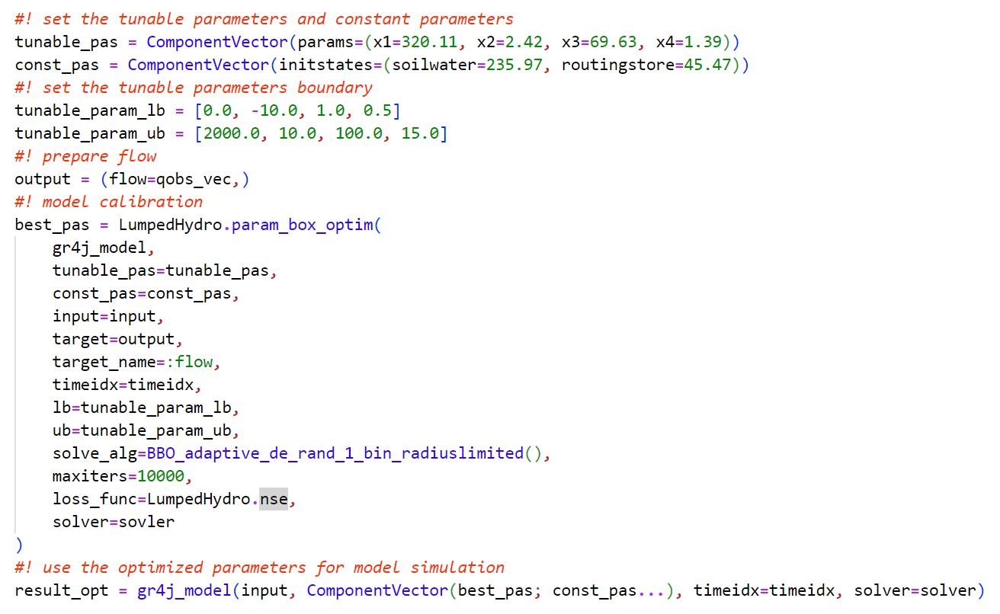 #! set the tunable parameters and constant parameters
tunable_pas = ComponentVector(params=(x1=320.11, x2=2.42, x3=69.63, x4=1.39))
const_pas = ComponentVector(initstates=(soilwater=235.97, routingstore=45.47))
#! set the tunable parameters boundary
tunable_param_lb = [0.0, -10.0, 1.0, 0.5]
tunable_param_ub = [2000.0, 10.0, 100.0, 15.0]
#! prepare flow
output = (flow=qobs_vec,)
#! model calibration
best_pas = LumpedHydro.param_box_optim(
    gr4j_model,
    tunable_pas=tunable_pas,
    const_pas=const_pas,
    input=input,
    target=output,
    target_name=:flow,
    timeidx=timeidx,
    lb=tunable_param_lb,
    ub=tunable_param_ub,
    solve_alg=BBO_adaptive_de_rand_1_bin_radiuslimited(),
    maxiters=10000,
    loss_func=LumpedHydro.nse,
    solver=sovler
)
#! use the optimized parameters for model simulation
result_opt = gr4j_model(input, ComponentVector(best_pas; const_pas...), timeidx=timeidx, solver=solver)